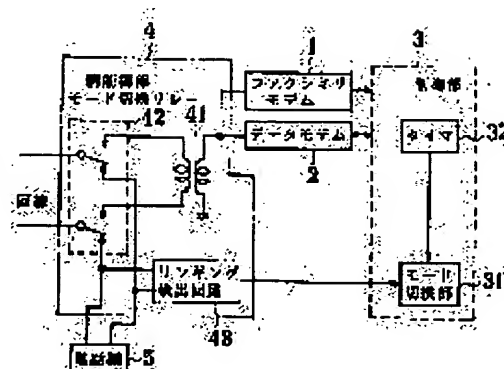 4
1
3
網制御部
モード切換リレー
42
41
ファクシミリ
モデム
制御部
タイマ
32
データモデム
2
回線
リンギング
検出回路
43
モード
切換部
31
電話機
5